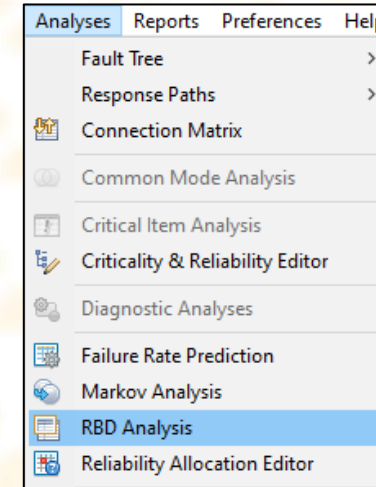 Analyses Reports Preferences Help
Fault Tree
Response Paths
Connection Matrix
Common Mode Analysis
Critical Item Analysis
Criticality & Reliability Editor
Diagnostic Analyses
Failure Rate Prediction
Markov Analysis
RBD Analysis
Reliability Allocation Editor